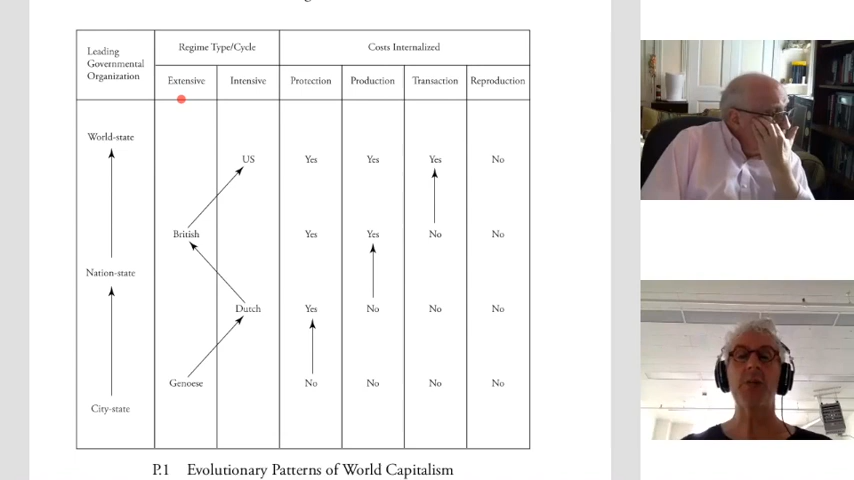 Leading
Governmental
Organization
Regime Type/Cycle
Costs Internalized
Extensive
Intensive
Protection
Production
Transaction
Reproduction
World-state
US
Yes
Yes
Yes
No
British
Yes
Yes
No
No
Nation-state
Dutch
Yes
No
No
No
Genoese
No
No
No
No
City-state
P.1 Evolutionary Patterns of World Capitalism